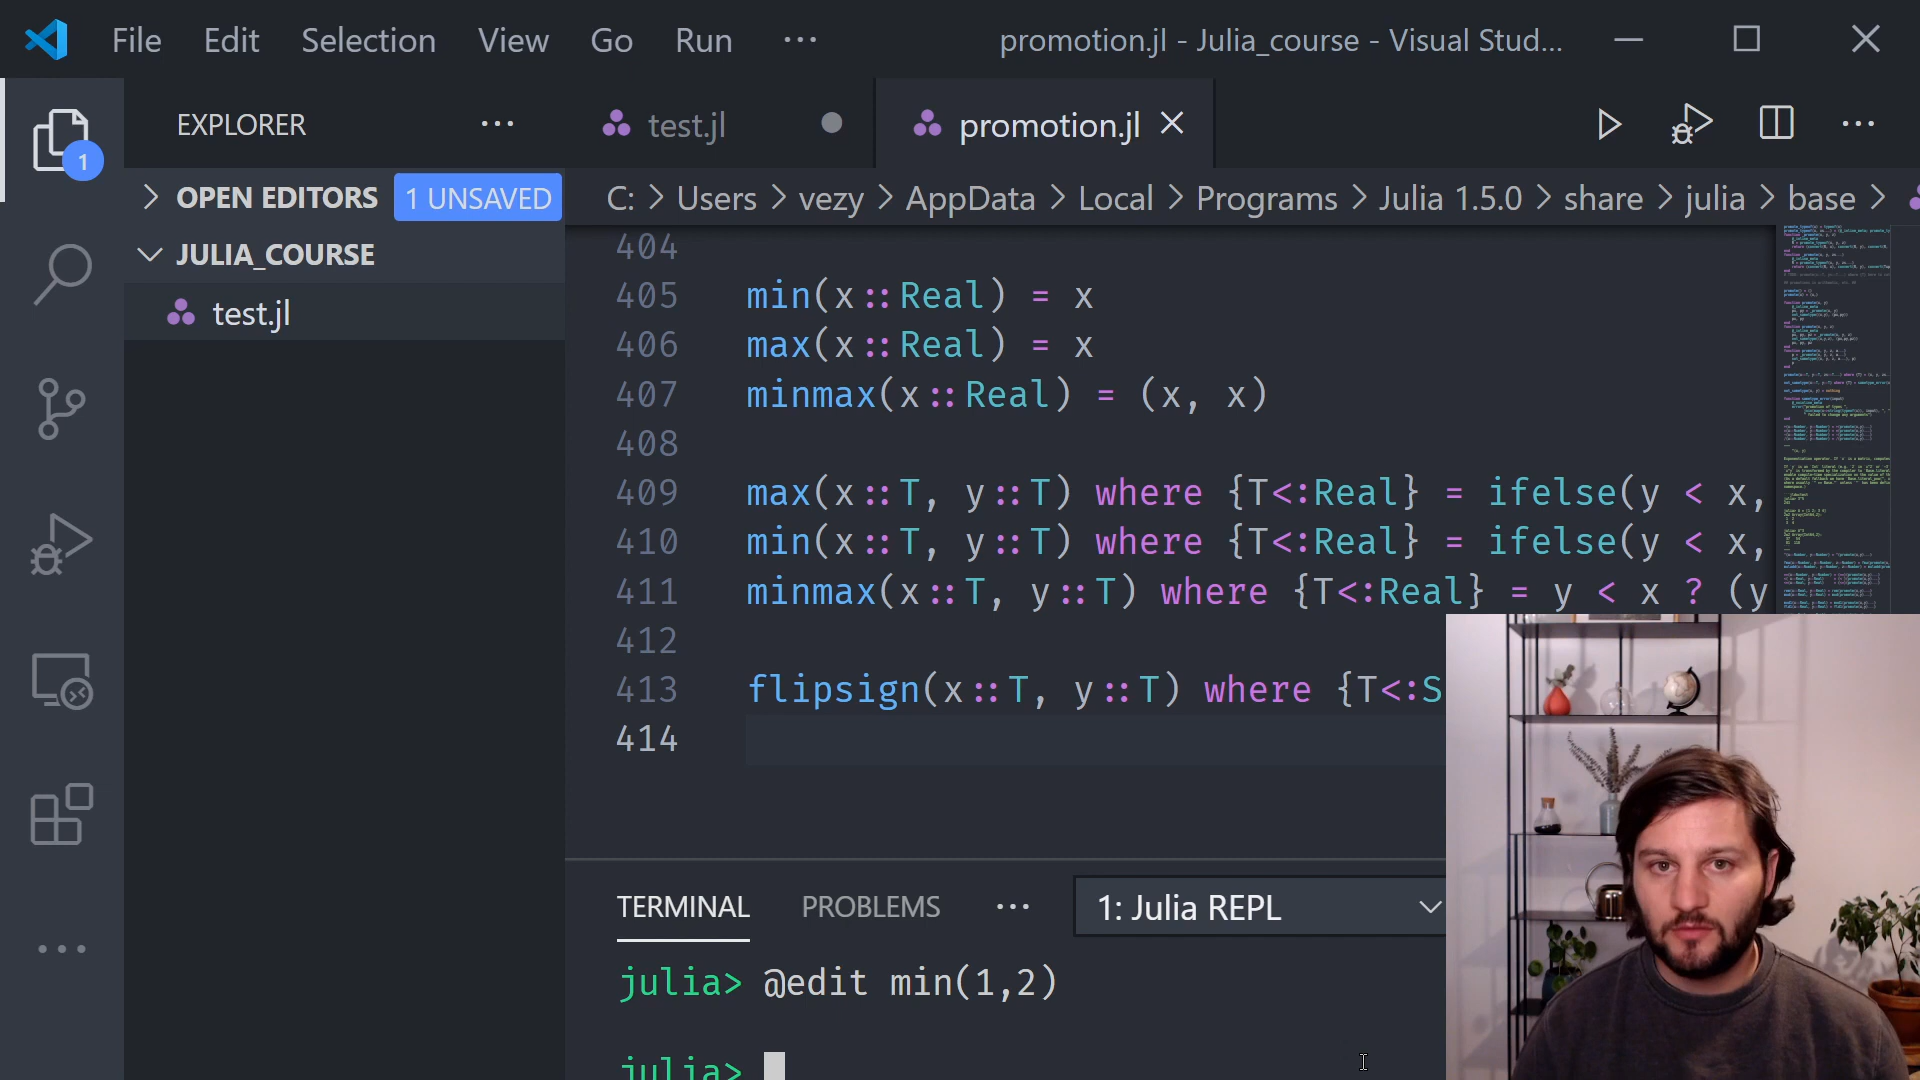 File Edit Selection View Go Run ···
promotion.jl - Julia_course - Visual Stud...
EXPLORER ···
test.jl
promotion.jl
1
OPEN EDITORS 1 UNSAVED
C: > Users > vezy > AppData > Local > Programs > Julia 1.5.0 > share > julia > base >
JULIA_COURSE
test.jl
404
405 min(x::Real) = x
406 max(x::Real) = x
407 minmax(x::Real) = (x, x)
408
409 max(x::T, y::T) where {T<:Real} = ifelse(y < x,
410 min(x::T, y::T) where {T<:Real} = ifelse(y < x,
411 minmax(x::T, y::T) where {T<:Real} = y < x ? (y
412
413 flipsign(x::T, y::T) where {T<:S
414
TERMINAL PROBLEMS ··· 1: Julia REPL
julia> @edit min(1,2)
julia>